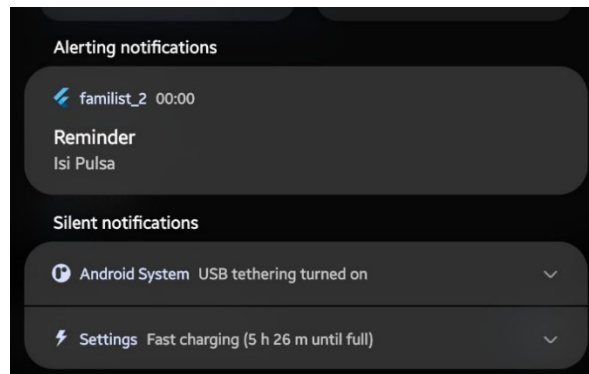 Alerting notifications
familist_2 00:00
Reminder
Isi Pulsa
Silent notifications
Android System USB tethering turned on
Settings Fast charging (5 h 26 m until full)